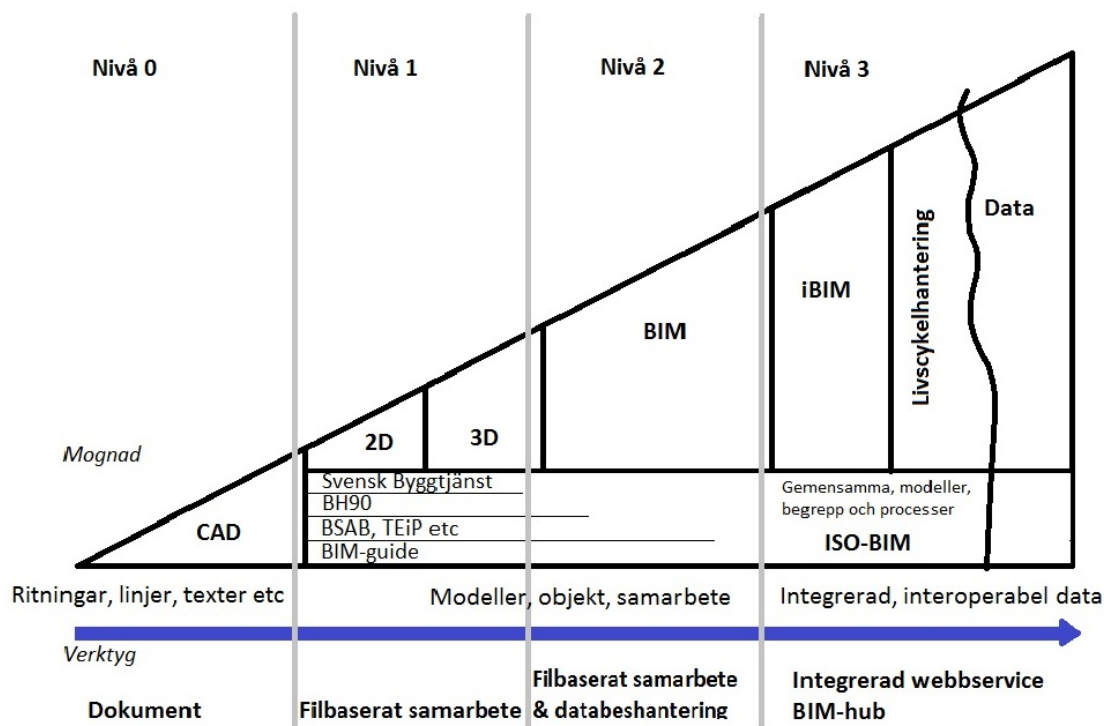 Nivå 0
Nivå 1
Nivå 2
Nivå 3
Data
iBIM
Livscykelhantering
BIM
2D
3D
Mognad
CAD
Svensk Byggtjänst
BH90
BSAB, TEiP etc
BIM-guide
Gemensamma, modeller,
begrepp och processer
ISO-BIM
Ritningar, linjer, texter etc
Modeller, objekt, samarbete
Integrerad, interoperabel data
Verktyg
Dokument
Filbaserat samarbete
Filbaserat samarbete
& databeshantering
Integrerad webbservice
BIM-hub